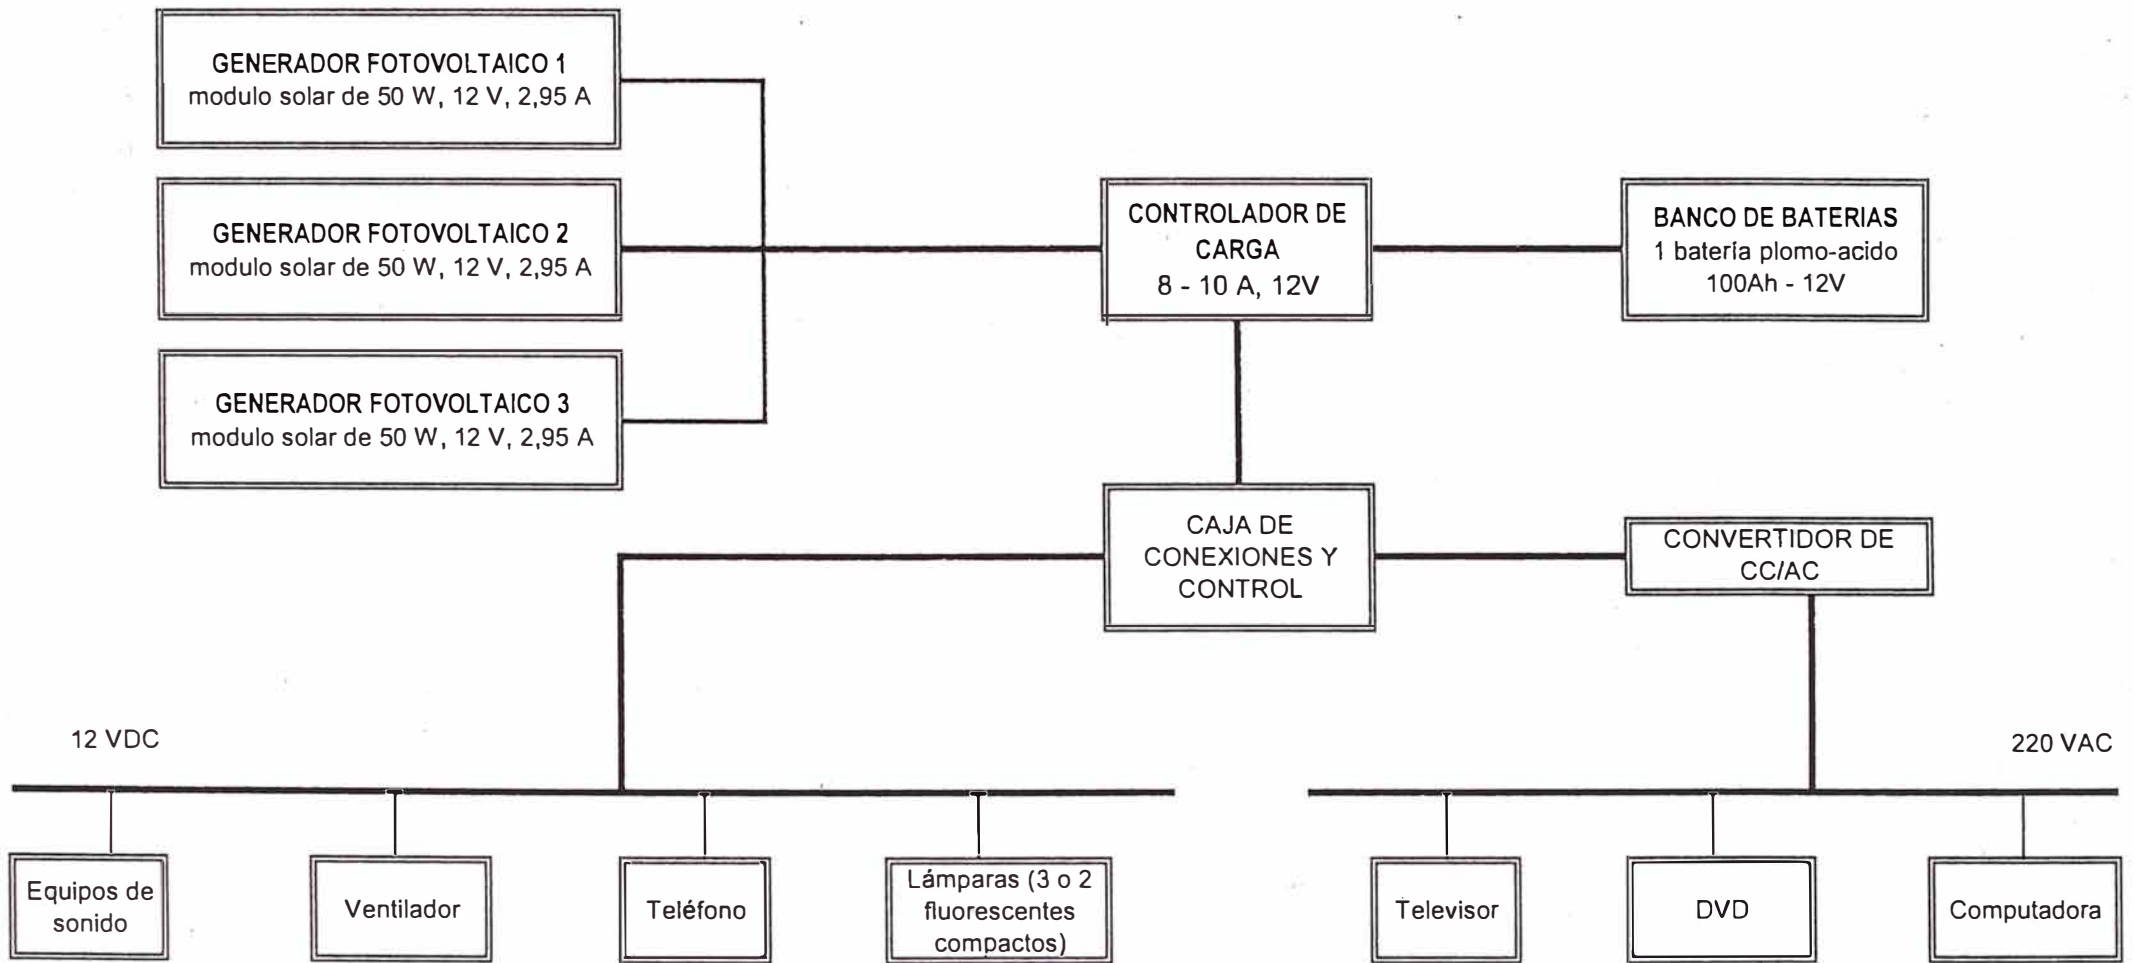 GENERADOR FOTOVOLTAICO 1
modulo solar de 50 W, 12 V, 2,95 A
GENERADOR FOTOVOLTAICO 2
modulo solar de 50 W, 12 V, 2,95 A
GENERADOR FOTOVOLTAICO 3
modulo solar de 50 W, 12 V, 2,95 A
CONTROLADOR DE
CARGA
8 - 10 A, 12V
BANCO DE BATERIAS
1 batería plomo-acido
100Ah - 12V
CAJA DE
CONEXIONES Y
CONTROL
CONVERTIDOR DE
CC/AC
12 VDC
220 VAC
Equipos de
sonido
Ventilador
Teléfono
Lámparas (3 o 2
fluorescentes
compactos)
Televisor
DVD
Computadora